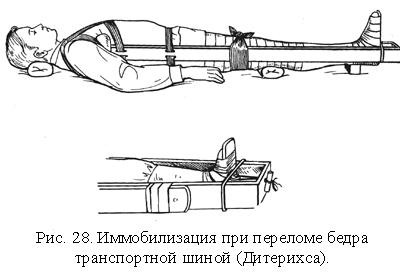 Рис. 28. Иммобилизация при переломе бедра
транспортной шиной (Дитерихса).